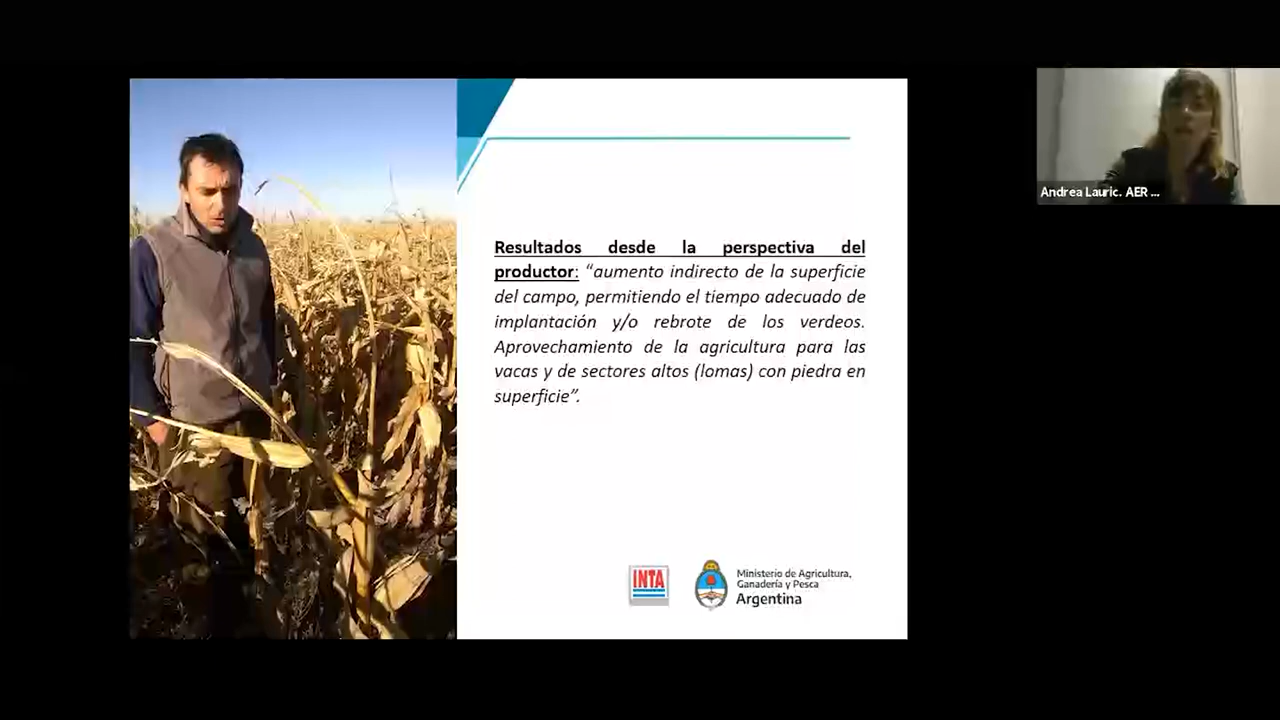 Andrea Lauric. AER ...
Resultados desde la perspectiva del
productor: “aumento indirecto de la superficie
del campo, permitiendo el tiempo adecuado de
implantación y/o rebrote de los verdeos.
Aprovechamiento de la agricultura para las
vacas y de sectores altos (lomas) con piedra en
superficie”.
INTA
Ministerio de Agricultura,
Ganadería y Pesca
Argentina